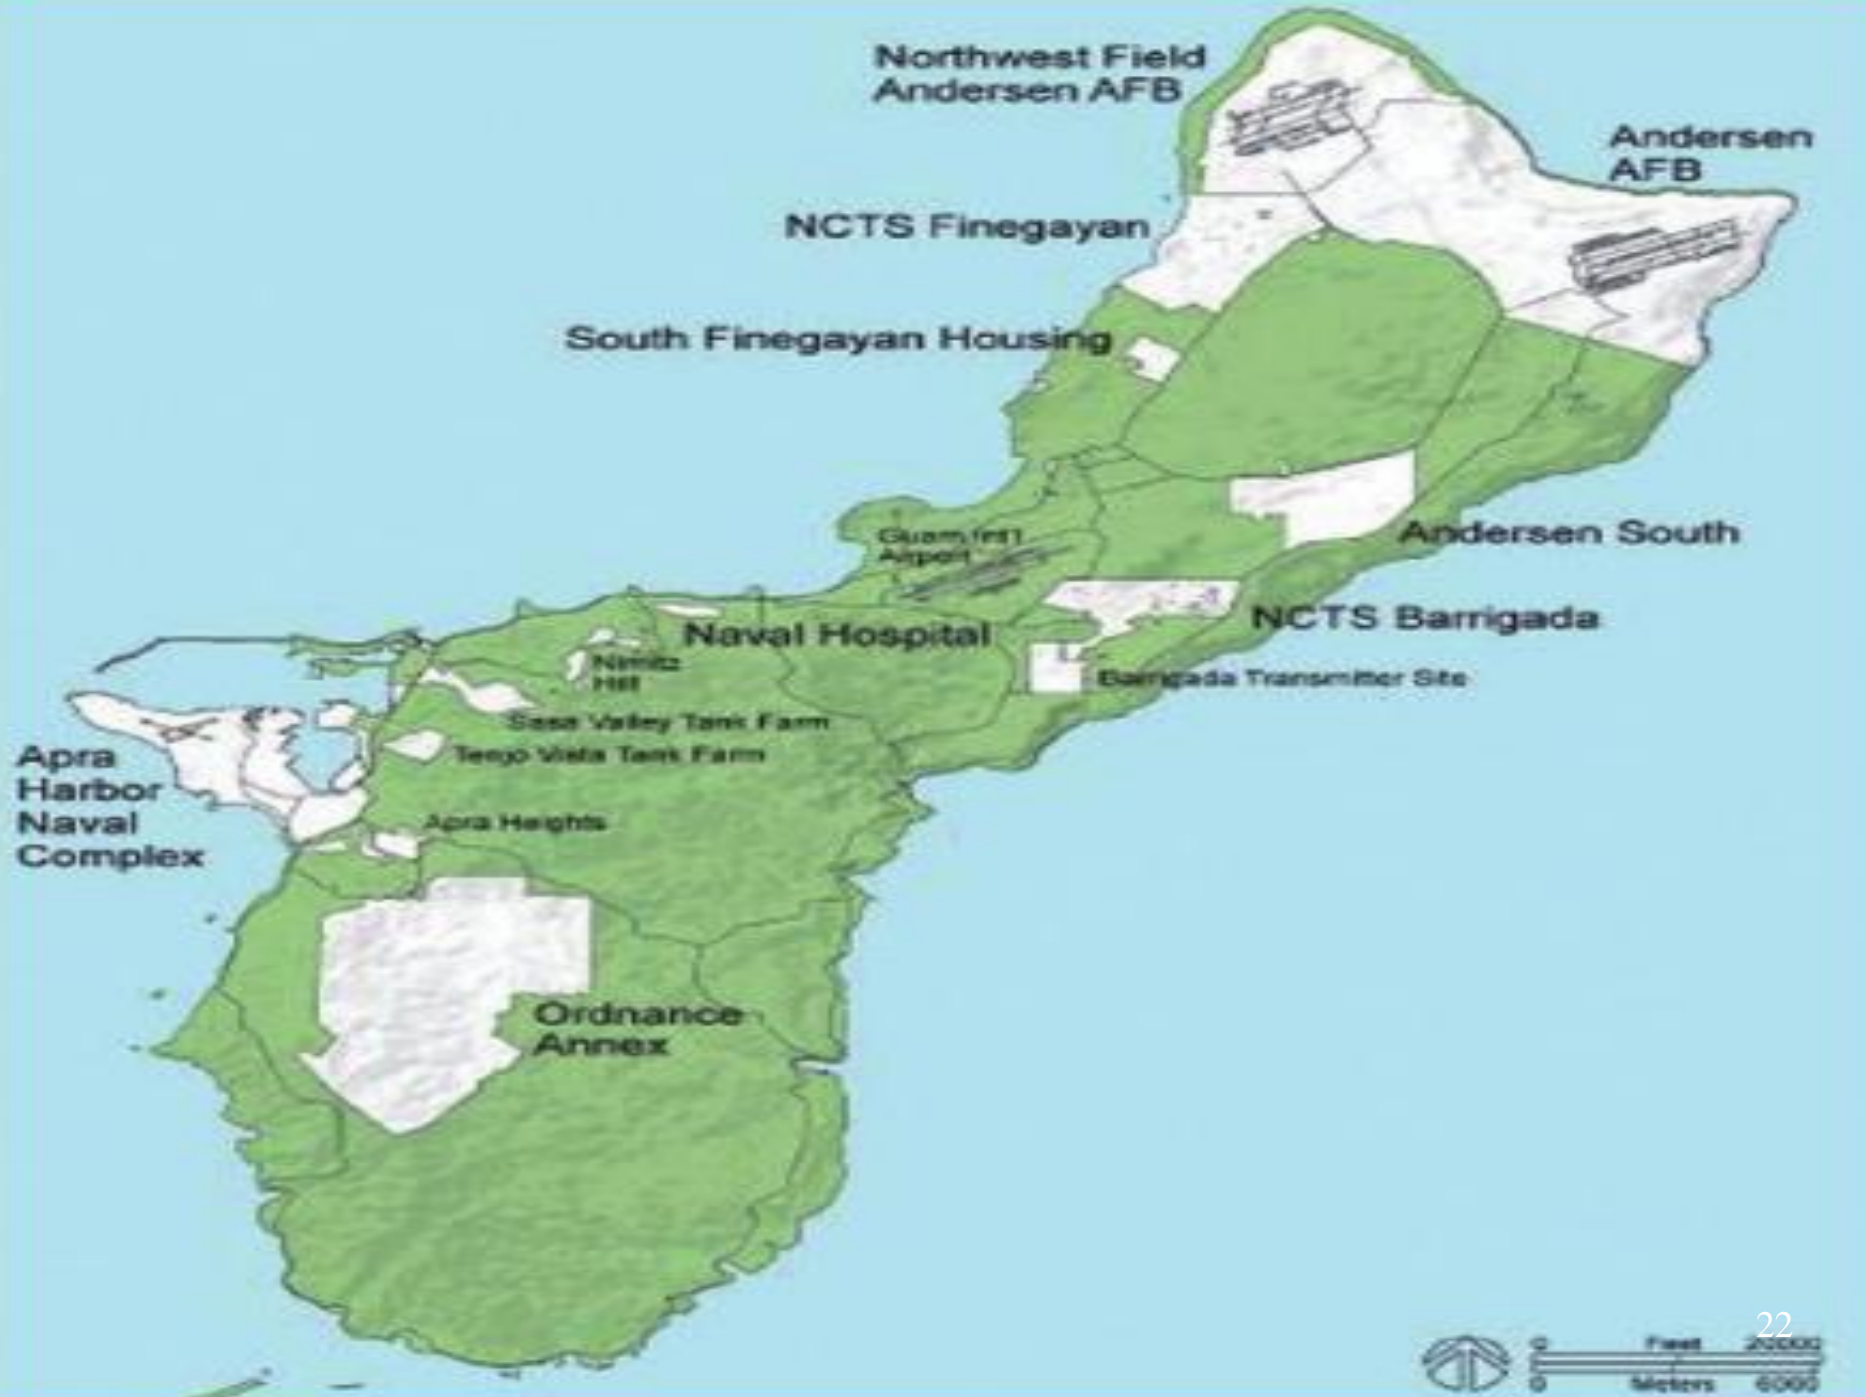 Northwest Field
Andersen AFB
Andersen
AFB
NCTS Finegayan
South Finegayan Housing
Guam Int'l
Airport
Andersen South
NCTS Barrigada
Naval Hospital
Nimitz
Hill
Barrigada Transmitter Site
Sasa Valley Tank Farm
Tenjo Vista Tank Farm
Apra
Harbor
Naval
Complex
Apra Heights
Ordnance
Annex
22
0 Feet 20000
0 Meters 6000